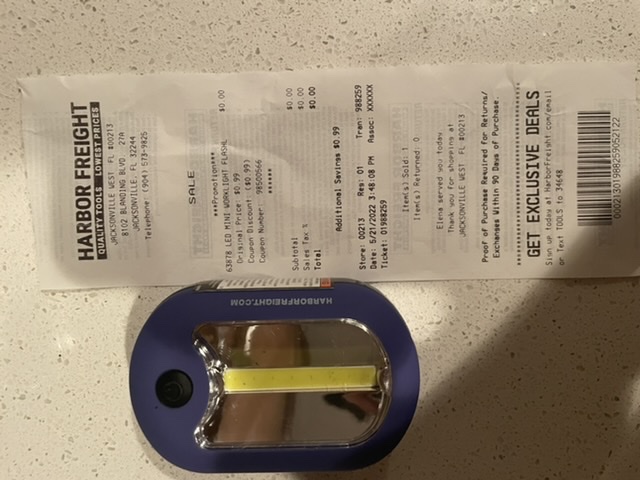 HARBOR FREIGHT
QUALITY TOOLS LOWEST PRICES
JACKSONVILLE WEST, FL #00213
8102 BLANDING BLVD. 27A
JACKSONVILLE, FL 32244
Telephone: (904) 573-9825
SALE
***Promotion***
63878 LED MINI WORKLIGHT FLASHL $0.00
Original Price: $0.99
Coupon Discount: ($0.99)
Coupon Number: 98500566
******
Subtotal $0.00
Sales Tax % $0.00
Total $0.00
Additional Savings $0.99
Store: 00213 Reg: 01 Tran: 988259
Date: 5/21/2022 3:48:08 PM Assoc: XXXXXX
Ticket: 01988259
Item(s) Sold: 1
Item(s) Returned: 0
Elena served you today
Thank you for shopping at
JACKSONVILLE WEST, FL #00213
Proof of Purchase Required for Returns/
Exchanges Within 90 Days of Purchase.
GET EXCLUSIVE DEALS
Sign up today at HarborFreight.com/email
or Text TOOLS to 34648
HARBORFREIGHT.COM